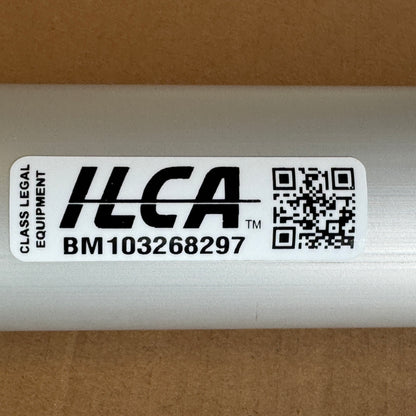 CLASS LEGAL
EQUIPMENT
ILCA™
BM103268297